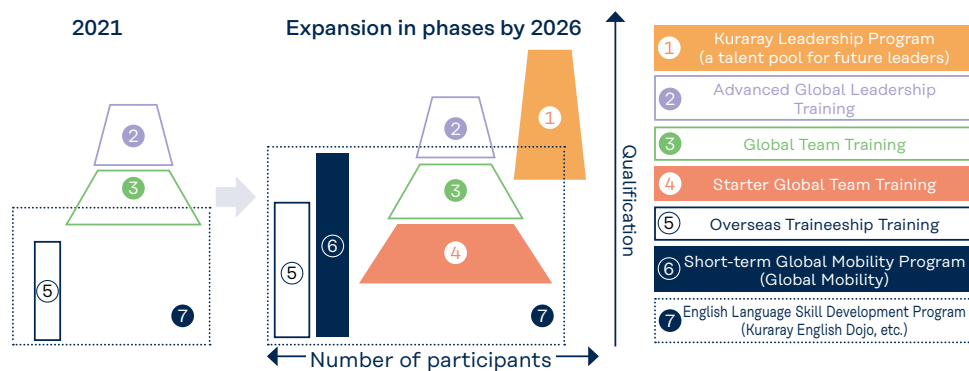 2021
2
3
5
7
Expansion in phases by 2026
1
2
3
4
5
6
7
Qualification
Number of participants
1 Kuraray Leadership Program
(a talent pool for future leaders)
2 Advanced Global Leadership
Training
3 Global Team Training
4 Starter Global Team Training
5 Overseas Traineeship Training
6 Short-term Global Mobility Program
(Global Mobility)
7 English Language Skill Development Program
(Kuraray English Dojo, etc.)